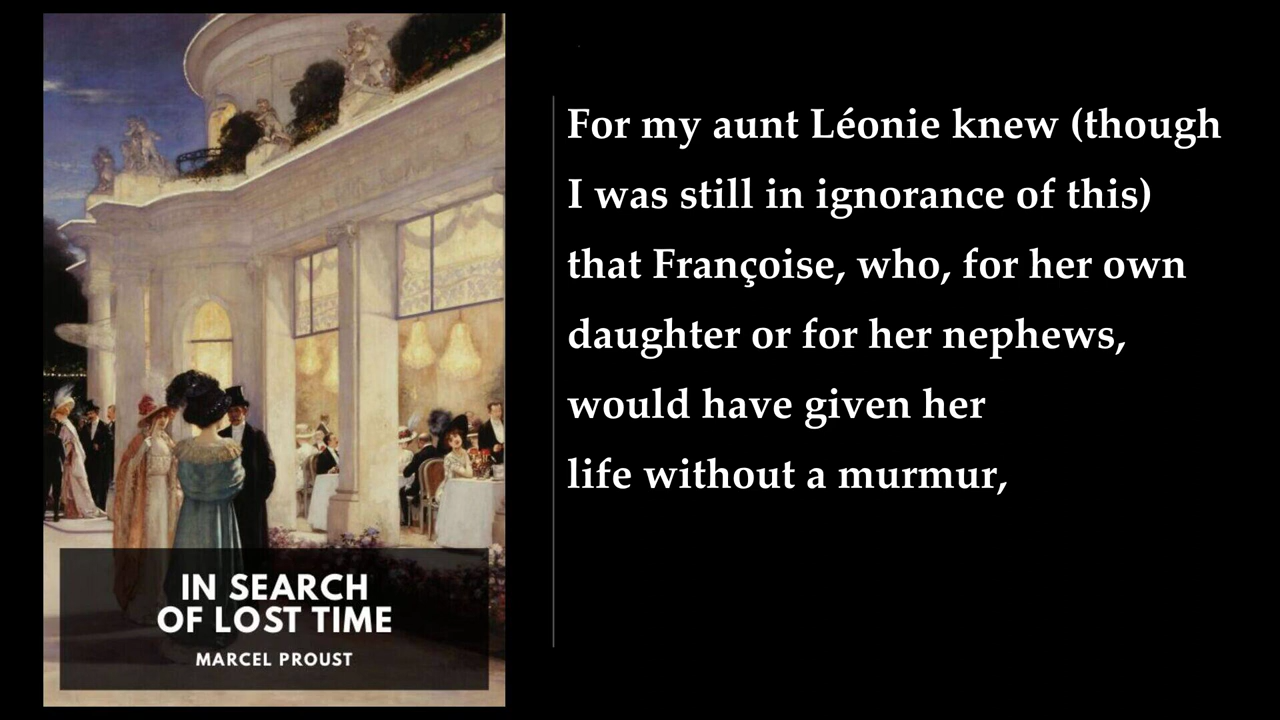 IN SEARCH
OF LOST TIME
MARCEL PROUST
For my aunt Léonie knew (though
I was still in ignorance of this)
that Françoise, who, for her own
daughter or for her nephews,
would have given her
life without a murmur,